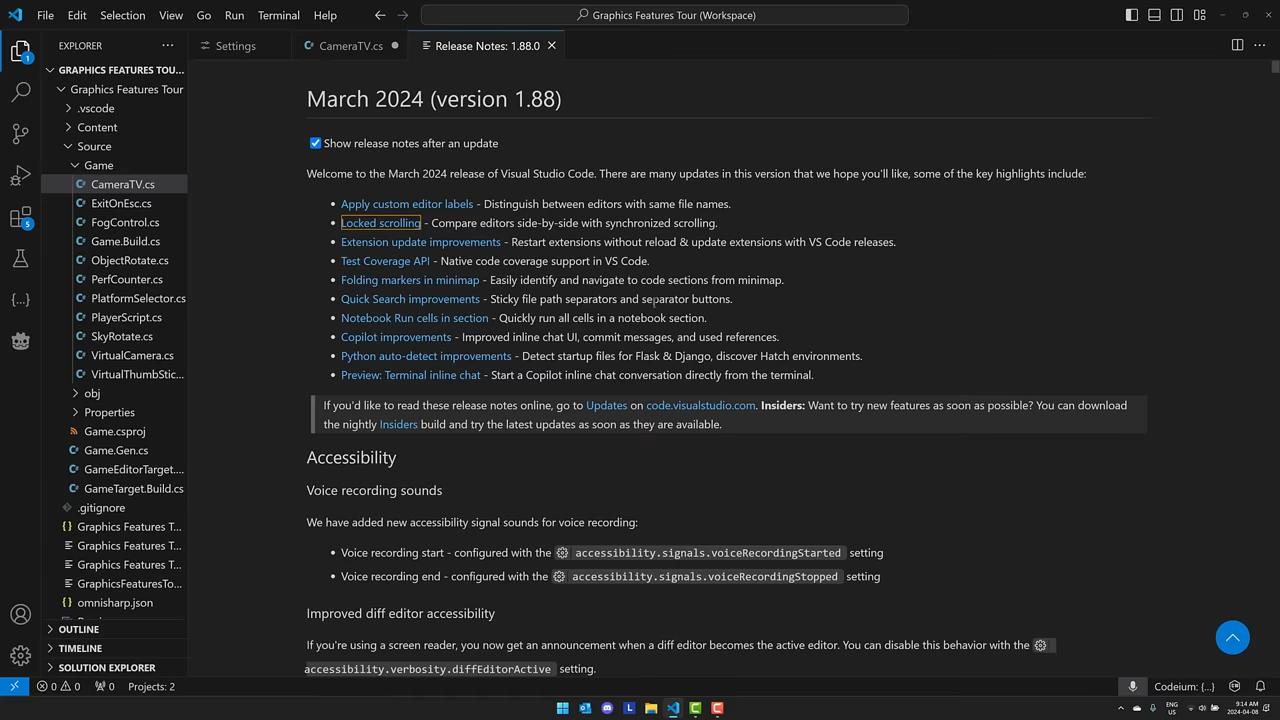 File Edit Selection View Go Run Terminal Help
Graphics Features Tour (Workspace)
EXPLORER
Settings
CameraTV.cs
Release Notes: 1.88.0
GRAPHICS FEATURES TOU...
Graphics Features Tour
.vscode
Content
Source
Game
CameraTV.cs
ExitOnEsc.cs
FogControl.cs
Game.Build.cs
ObjectRotate.cs
PerfCounter.cs
PlatformSelector.cs
PlayerScript.cs
SkyRotate.cs
VirtualCamera.cs
VirtualThumbStic...
obj
Properties
Game.csproj
Game.Gen.cs
GameEditorTarget....
GameTarget.Build.cs
.gitignore
Graphics Features T...
Graphics Features T...
Graphics Features T...
GraphicsFeaturesTo...
omnisharp.json
OUTLINE
TIMELINE
SOLUTION EXPLORER
March 2024 (version 1.88)
Show release notes after an update
Welcome to the March 2024 release of Visual Studio Code. There are many updates in this version that we hope you'll like, some of the key highlights include:
• Apply custom editor labels - Distinguish between editors with same file names.
• Locked scrolling - Compare editors side-by-side with synchronized scrolling.
• Extension update improvements - Restart extensions without reload & update extensions with VS Code releases.
• Test Coverage API - Native code coverage support in VS Code.
• Folding markers in minimap - Easily identify and navigate to code sections from minimap.
• Quick Search improvements - Sticky file path separators and separator buttons.
• Notebook Run cells in section - Quickly run all cells in a notebook section.
• Copilot improvements - Improved inline chat UI, commit messages, and used references.
• Python auto-detect improvements - Detect startup files for Flask & Django, discover Hatch environments.
• Preview: Terminal inline chat - Start a Copilot inline chat conversation directly from the terminal.
If you'd like to read these release notes online, go to Updates on code.visualstudio.com. Insiders: Want to try new features as soon as possible? You can download
the nightly Insiders build and try the latest updates as soon as they are available.
Accessibility
Voice recording sounds
We have added new accessibility signal sounds for voice recording:
• Voice recording start - configured with the accessibility.signals.voiceRecordingStarted setting
• Voice recording end - configured with the accessibility.signals.voiceRecordingStopped setting
Improved diff editor accessibility
If you're using a screen reader, you now get an announcement when a diff editor becomes the active editor. You can disable this behavior with the
accessibility.verbosity.diffEditorActive setting.
0 0 0 Projects: 2
Codeium: {...}
ENG
US
9:14 AM
2024-04-08